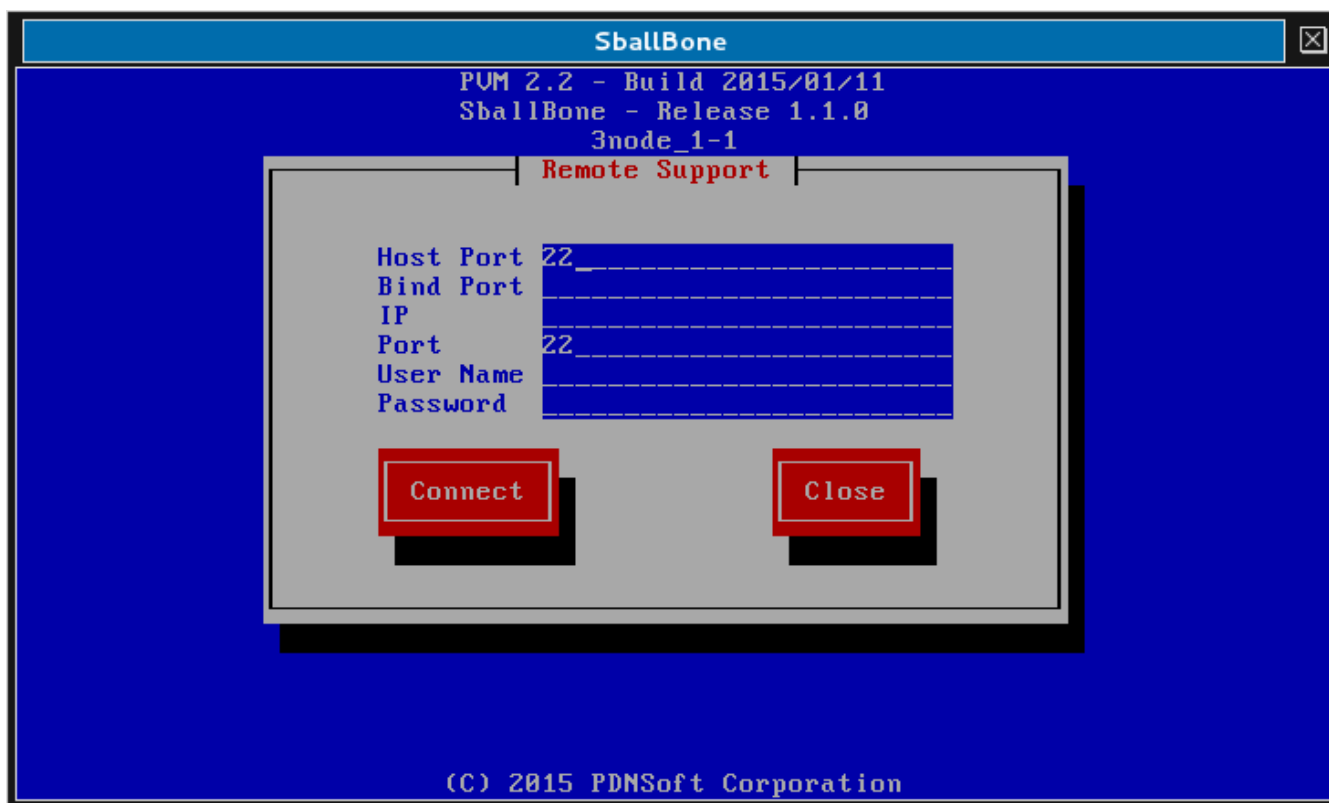 SballBone
PVM 2.2 - Build 2015/01/11
SballBone - Release 1.1.0
3node_1-1
Remote Support
Host Port 22
Bind Port
IP
Port 22
User Name
Password
Connect Close
(C) 2015 PDNSoft Corporation